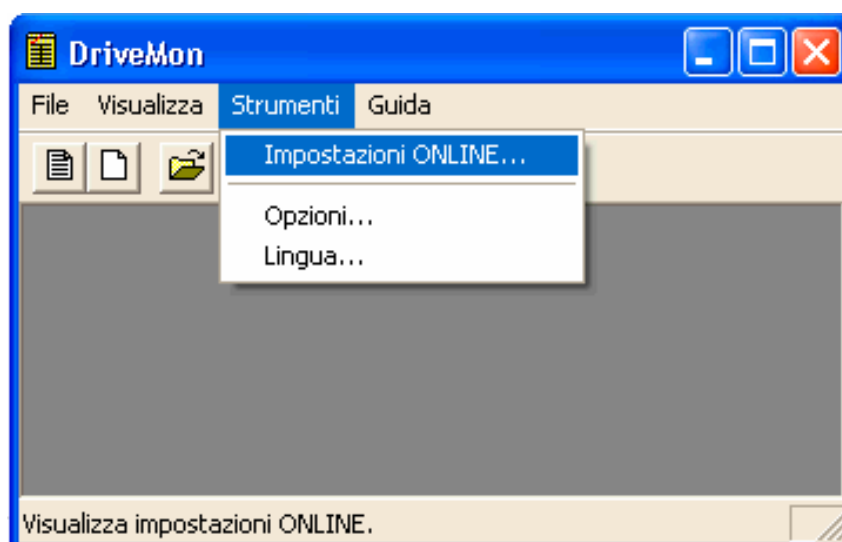 DriveMon
File Visualizza Strumenti Guida
Impostazioni ONLINE...
Opzioni...
Lingua...
Visualizza impostazioni ONLINE.